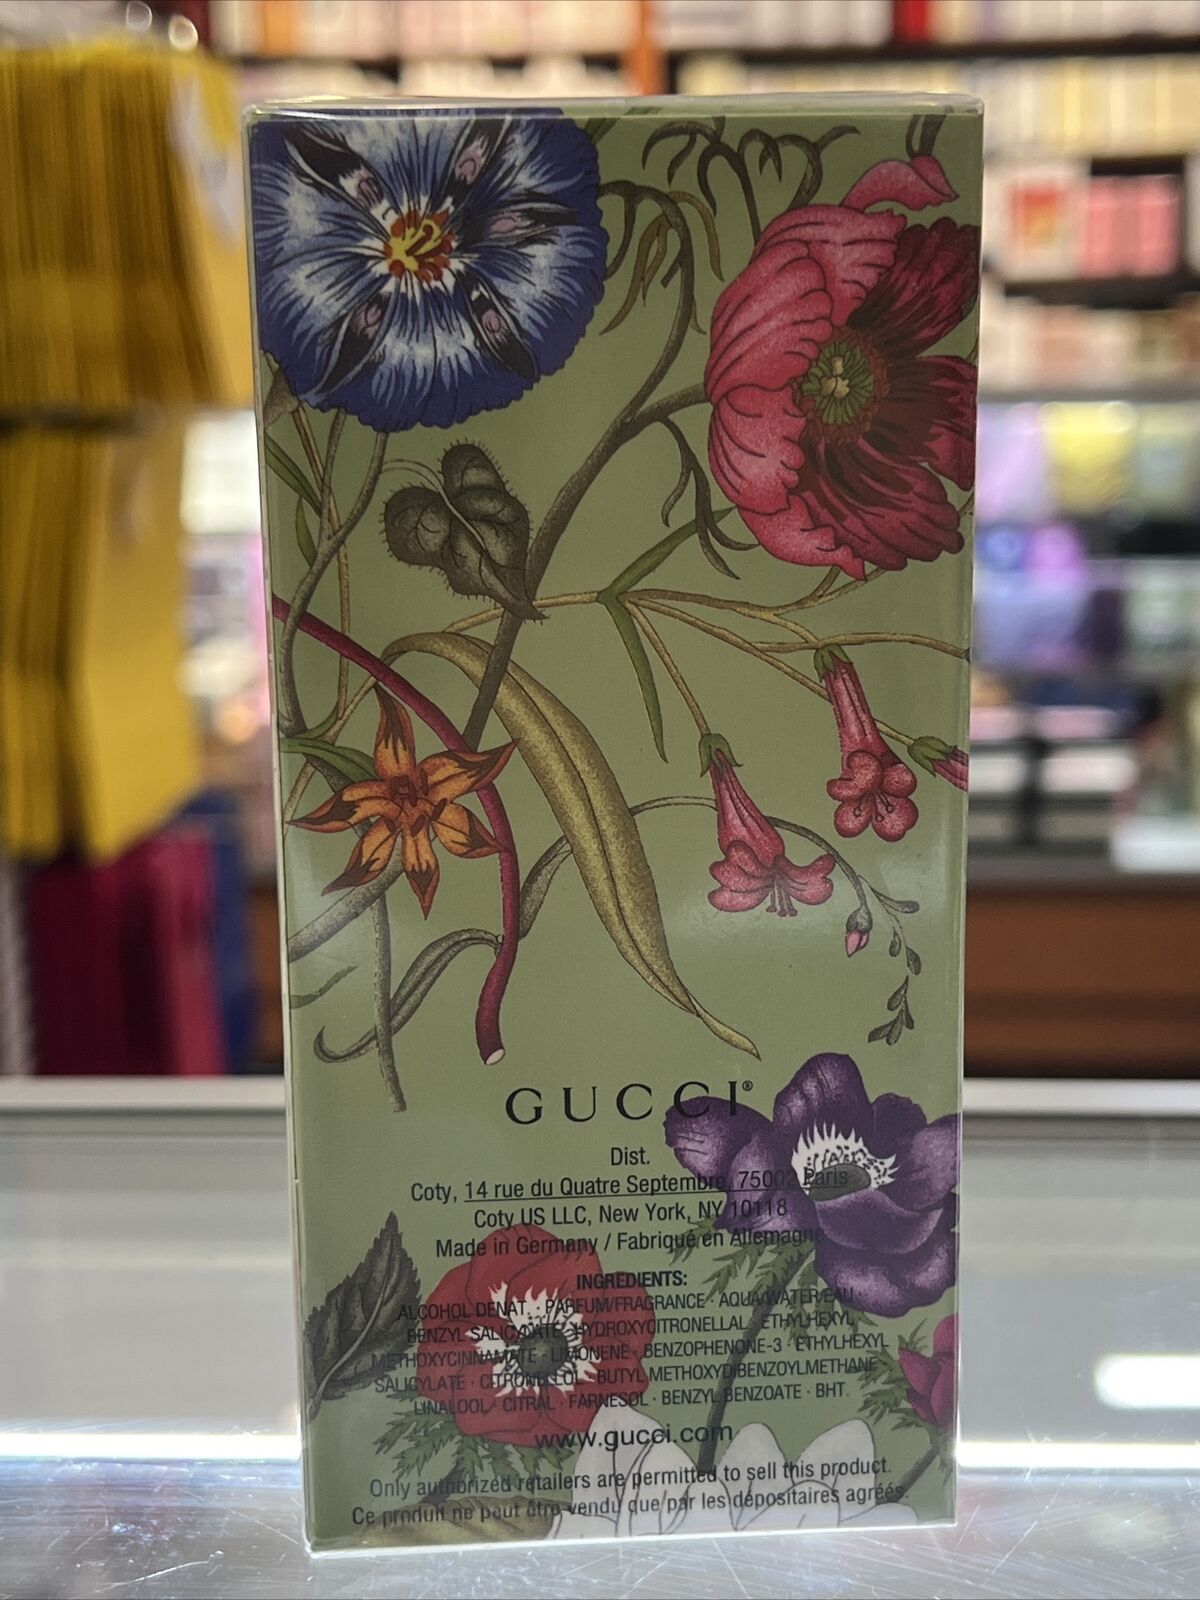 GUCCI®
Dist.
Coty, 14 rue du Quatre Septembre, 75002 Paris
Coty US LLC, New York, NY 10118
Made in Germany / Fabriqué en Allemagne
INGREDIENTS:
ALCOHOL DENAT. · PARFUM/FRAGRANCE · AQUA/WATER/EAU ·
BENZYL SALICYLATE · HYDROXYCITRONELLAL · ETHYLHEXYL
METHOXYCINNAMATE · LIMONENE · BENZOPHENONE-3 · ETHYLHEXYL
SALICYLATE · CITRONELLOL · BUTYL METHOXYDIBENZOYLMETHANE
LINALOOL · CITRAL · FARNESOL · BENZYL BENZOATE · BHT.
www.gucci.com
Only authorized retailers are permitted to sell this product.
Ce produit ne peut être vendu que par les dépositaires agréés.